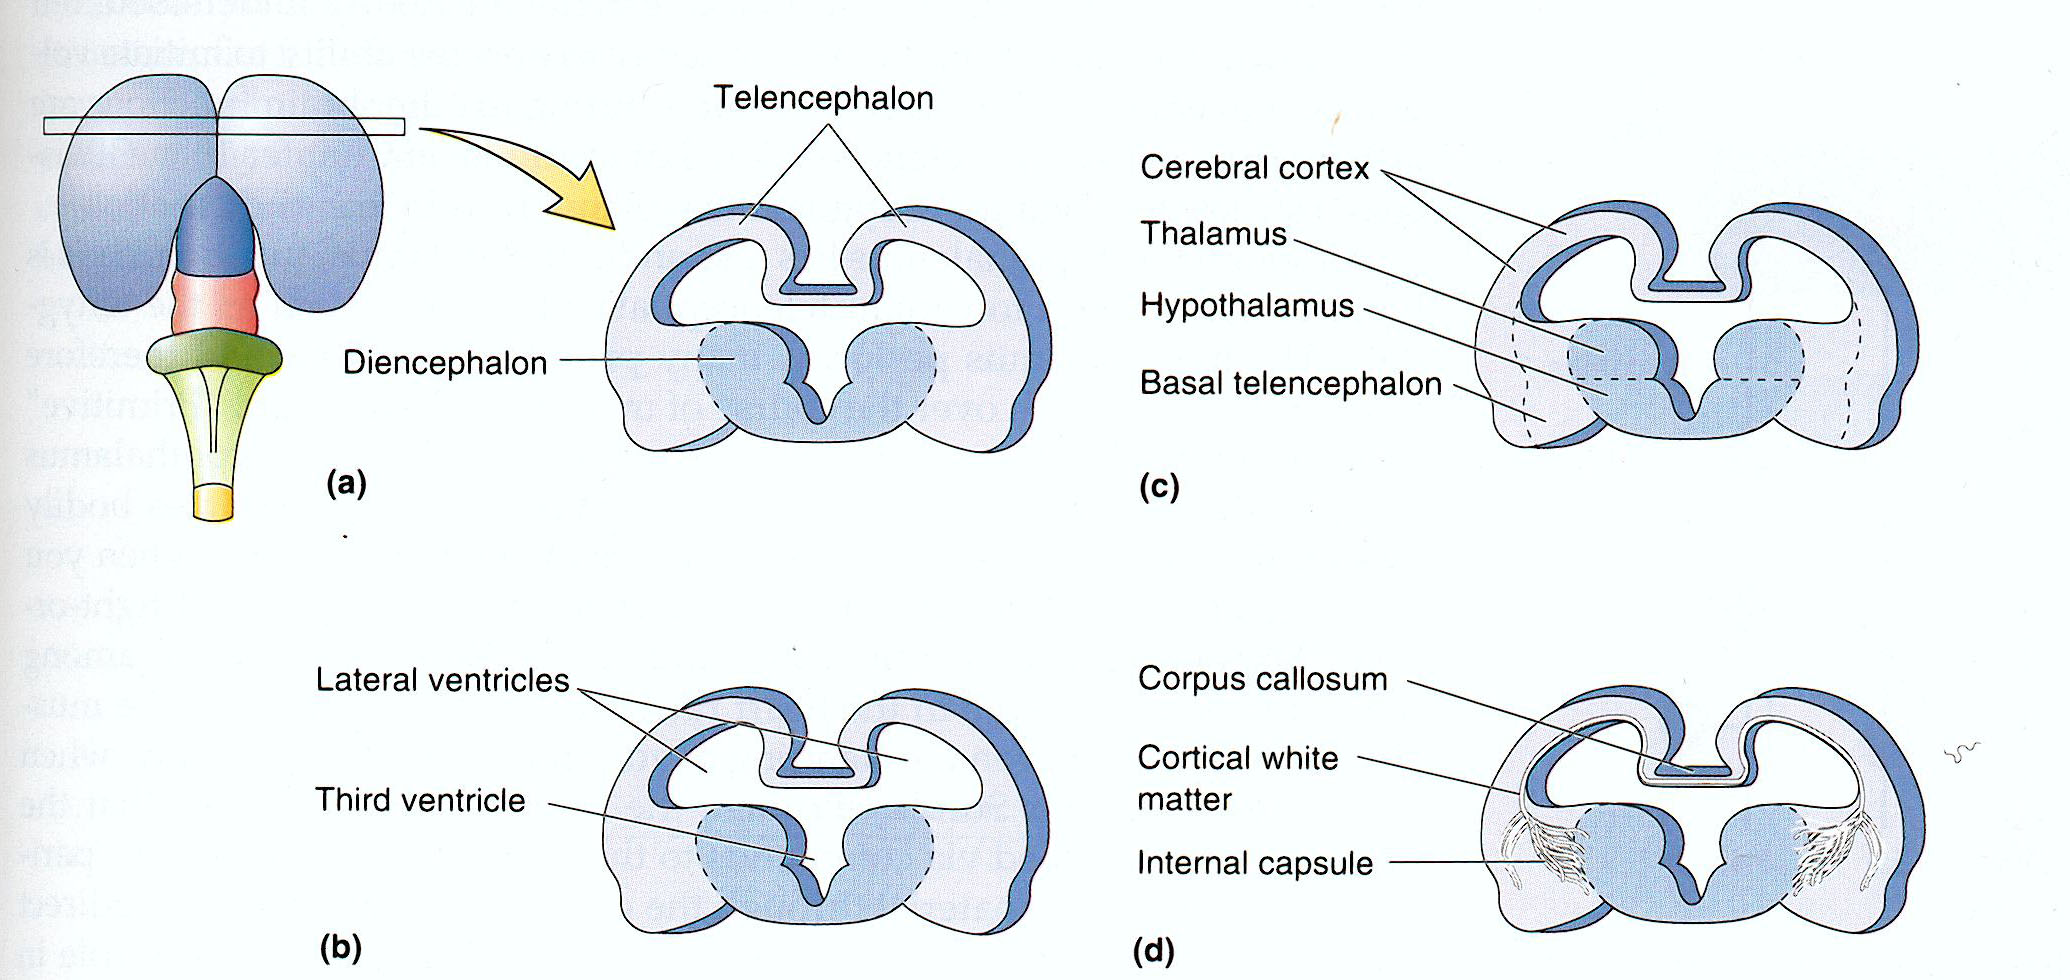 Telencephalon
Diencephalon
(a)
Lateral ventricles
Third ventricle
(b)
Cerebral cortex
Thalamus
Hypothalamus
Basal telencephalon
(c)
Corpus callosum
Cortical white
matter
Internal capsule
(d)